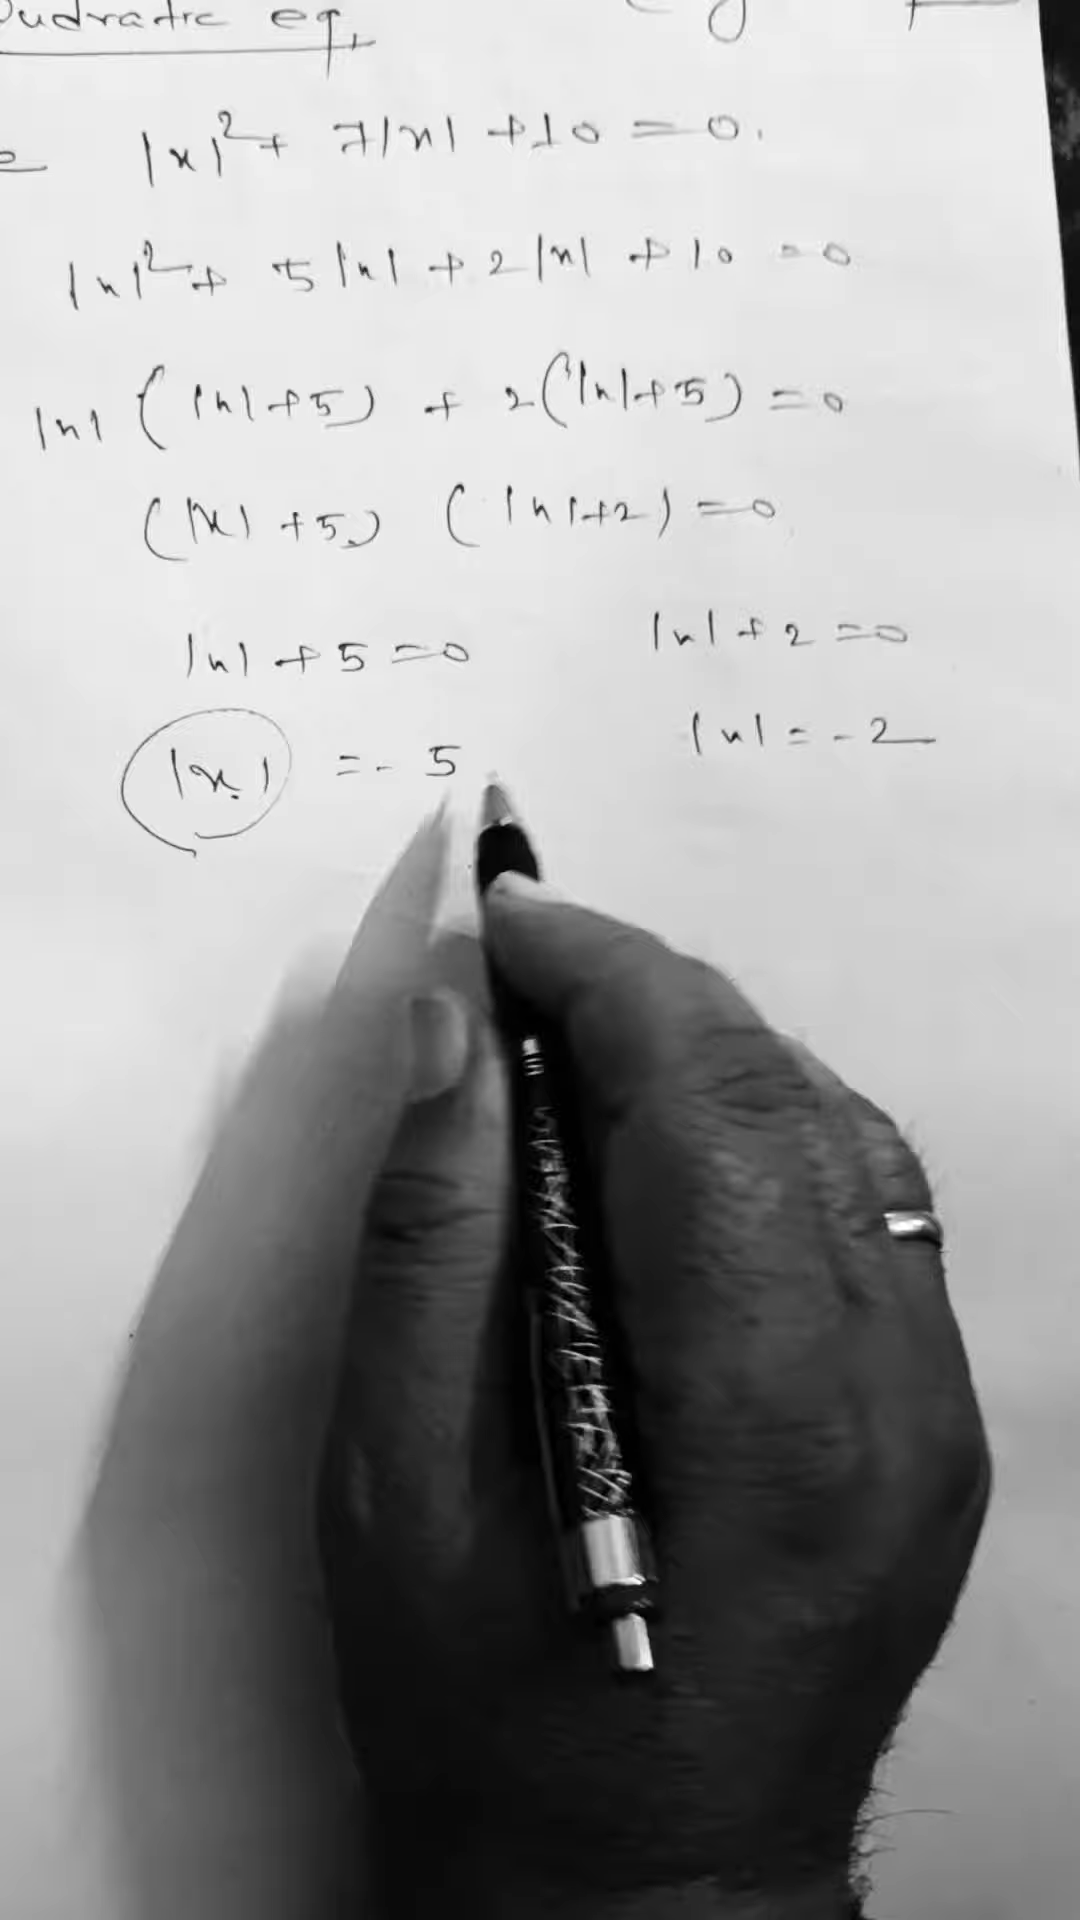 Quadratic eq
|x|² + 7|x| + 10 = 0.
|x|² + 5|x| + 2|x| + 10 = 0
|x| (|x|+5) + 2(|x|+5) = 0
(|x|+5) (|x|+2) = 0
|x| + 5 = 0 |x| + 2 = 0
|x| = -5 |x| = -2